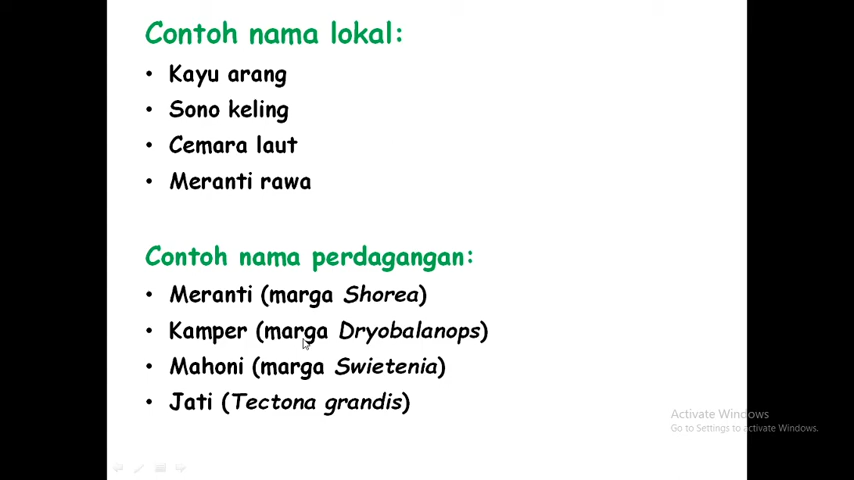 Contoh nama lokal:
• Kayu arang
• Sono keling
• Cemara laut
• Meranti rawa
Contoh nama perdagangan:
• Meranti (marga Shorea)
• Kamper (marga Dryobalanops)
• Mahoni (marga Swietenia)
• Jati (Tectona grandis)
Activate Windows
Go to Settings to activate Windows.